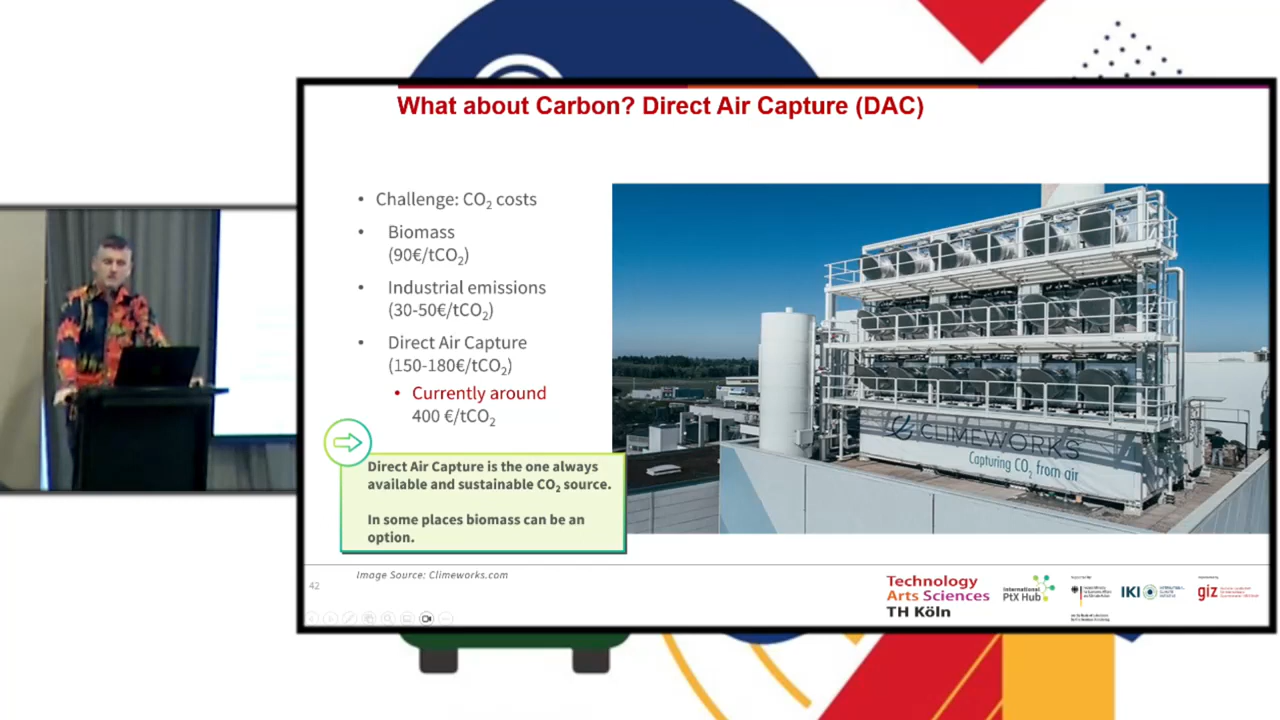 What about Carbon? Direct Air Capture (DAC)
• Challenge: CO₂ costs
• Biomass
(90€/tCO₂)
• Industrial emissions
(30-50€/tCO₂)
• Direct Air Capture
(150-180€/tCO₂)
• Currently around
400 €/tCO₂
Direct Air Capture is the one always
available and sustainable CO₂ source.
In some places biomass can be an
option.
CLIMEWORKS
Capturing CO₂ from air
Image Source: Climeworks.com
42
Technology
Arts Sciences
TH Köln
International
PtX Hub
IKI
giz